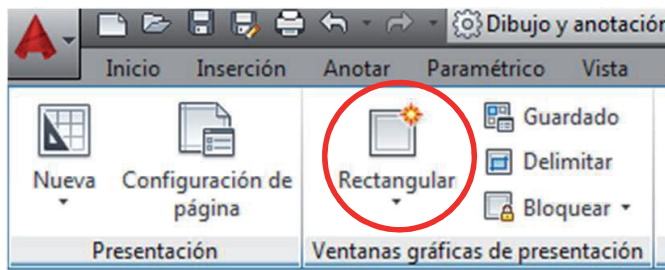 Dibujo y anotación
Inicio Inserción Anotar Paramétrico Vista
Nueva
Configuración de
página
Rectangular
Guardado
Delimitar
Bloquear
Presentación
Ventanas gráficas de presentación